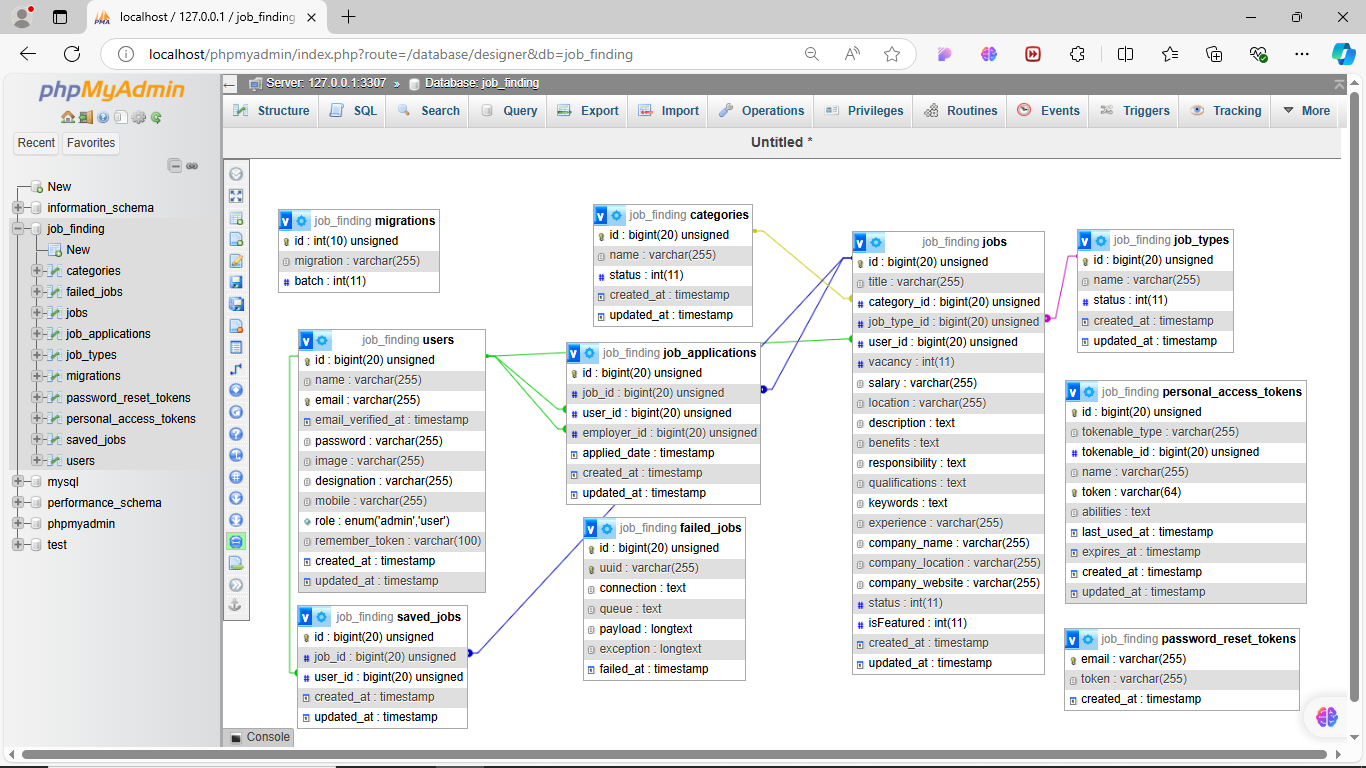 localhost / 127.0.0.1 / job_finding
localhost/phpmyadmin/index.php?route=/database/designer&db=job_finding
phpMyAdmin
Recent
Favorites
New
information_schema
job_finding
New
categories
failed_jobs
jobs
job_applications
job_types
migrations
password_reset_tokens
personal_access_tokens
saved_jobs
users
mysql
performance_schema
phpmyadmin
test
Server: 127.0.0.1:3307 » Database: job_finding
Structure
SQL
Search
Query
Export
Import
Operations
Privileges
Routines
Events
Triggers
Tracking
More
Untitled *
job_finding migrations
id : int(10) unsigned
migration : varchar(255)
batch : int(11)
job_finding users
id : bigint(20) unsigned
name : varchar(255)
email : varchar(255)
email_verified_at : timestamp
password : varchar(255)
image : varchar(255)
designation : varchar(255)
mobile : varchar(255)
role : enum('admin','user')
remember_token : varchar(100)
created_at : timestamp
updated_at : timestamp
job_finding saved_jobs
id : bigint(20) unsigned
job_id : bigint(20) unsigned
user_id : bigint(20) unsigned
created_at : timestamp
updated_at : timestamp
job_finding categories
id : bigint(20) unsigned
name : varchar(255)
status : int(11)
created_at : timestamp
updated_at : timestamp
job_finding job_applications
id : bigint(20) unsigned
job_id : bigint(20) unsigned
user_id : bigint(20) unsigned
employer_id : bigint(20) unsigned
applied_date : timestamp
created_at : timestamp
updated_at : timestamp
job_finding failed_jobs
id : bigint(20) unsigned
uuid : varchar(255)
connection : text
queue : text
payload : longtext
exception : longtext
failed_at : timestamp
job_finding jobs
id : bigint(20) unsigned
title : varchar(255)
category_id : bigint(20) unsigned
job_type_id : bigint(20) unsigned
user_id : bigint(20) unsigned
vacancy : int(11)
salary : varchar(255)
location : varchar(255)
description : text
benefits : text
responsibility : text
qualifications : text
keywords : text
experience : varchar(255)
company_name : varchar(255)
company_location : varchar(255)
company_website : varchar(255)
status : int(11)
isFeatured : int(11)
created_at : timestamp
updated_at : timestamp
job_finding job_types
id : bigint(20) unsigned
name : varchar(255)
status : int(11)
created_at : timestamp
updated_at : timestamp
job_finding personal_access_tokens
id : bigint(20) unsigned
tokenable_type : varchar(255)
tokenable_id : bigint(20) unsigned
name : varchar(255)
token : varchar(64)
abilities : text
last_used_at : timestamp
expires_at : timestamp
created_at : timestamp
updated_at : timestamp
job_finding password_reset_tokens
email : varchar(255)
token : varchar(255)
created_at : timestamp
Console